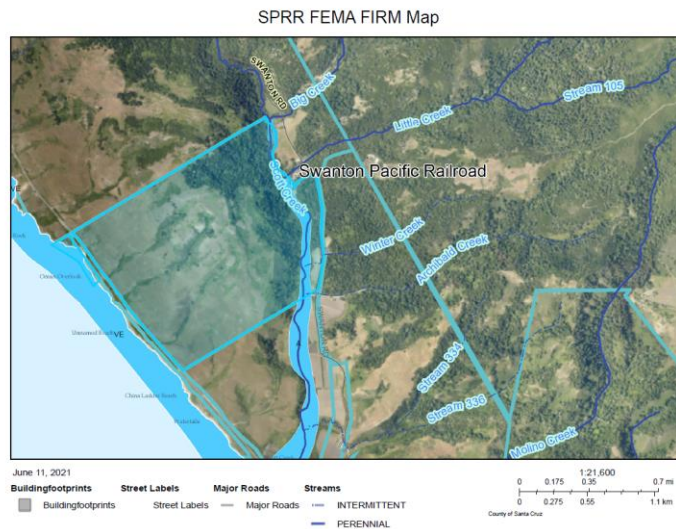 SPRR FEMA FIRM Map
SWANTON RD
Big Creek
Stream 105
Little Creek
Swanton Pacific Railroad
Scott Creek
Winter Creek
Archibald Creek
VE
Stream 334
Stream 336
Molino Creek
June 11, 2021
1:21,600
Buildingfootprints
Street Labels
Major Roads
Streams
0 0.175 0.35 0.7 mi
Buildingfootprints
Street Labels
Major Roads
INTERMITTENT
0 0.275 0.55 1.1 km
PERENNIAL
County of Santa Cruz